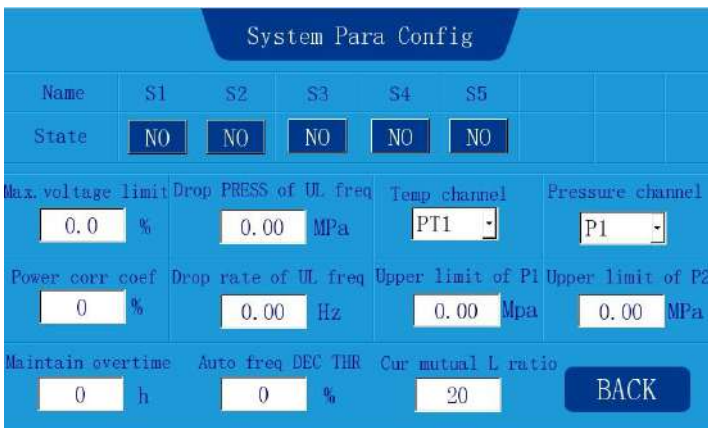 System Para Config
Name S1 S2 S3 S4 S5
State NO NO NO NO NO
Max. voltage limit Drop PRESS of UL freq Temp channel Pressure channel
0.0 % 0.00 MPa PT1 P1
Power corr coef Drop rate of UL freq Upper limit of P1 Upper limit of P2
0 % 0.00 Hz 0.00 Mpa 0.00 MPa
Maintain overtime Auto freq DEC THR Cur mutual L ratio
0 h 0 % 20 BACK